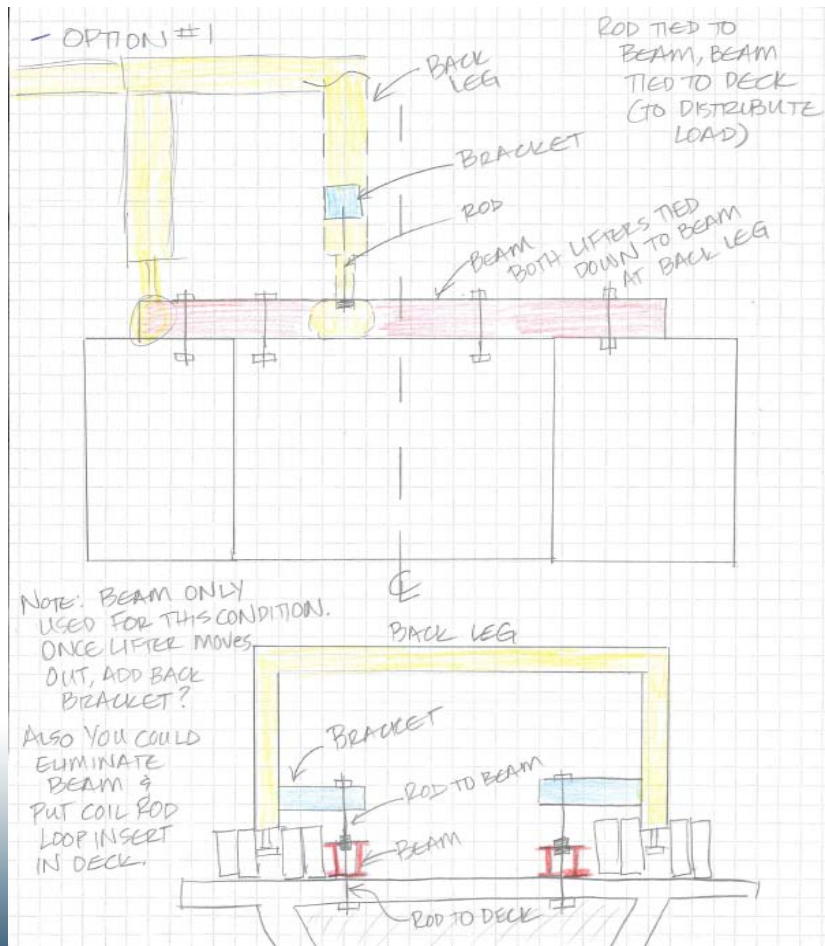 - OPTION #1
ROD TIED TO
BEAM, BEAM
TIED TO DECK
(TO DISTRIBUTE
LOAD)
BACK
LEG
BRACKET
ROD
BEAM
BOTH LIFTERS TIED
DOWN TO BEAM
AT BACK LEG
CL
NOTE: BEAM ONLY
USED FOR THIS CONDITION.
ONCE LIFTER MOVES
OUT, ADD BACK
BRACKET?
ALSO YOU COULD
ELIMINATE
BEAM &
PUT COIL ROD
LOOP INSERT
IN DECK.
BACK LEG
BRACKET
ROD TO BEAM
BEAM
ROD TO DECK